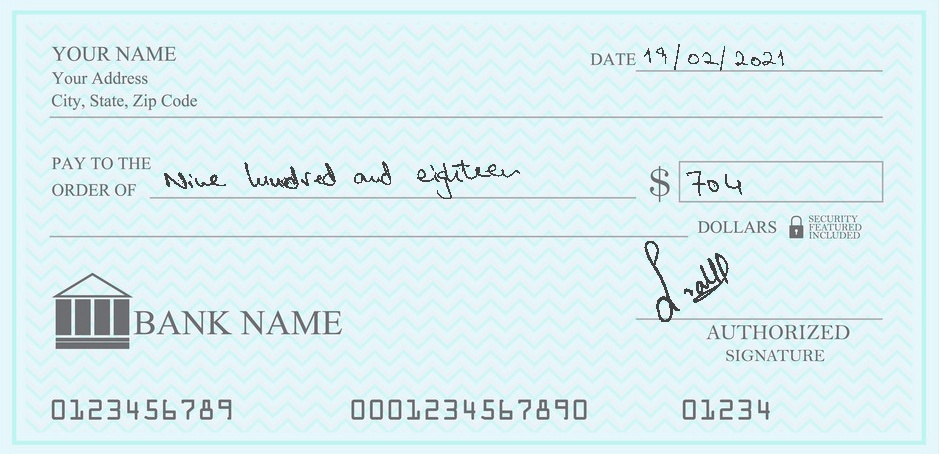 YOUR NAME
Your Address
City, State, Zip Code
DATE 19/02/2021
PAY TO THE
ORDER OF Nine hundred and eighteen $ 704
DOLLARS SECURITY
FEATURED
INCLUDED
BANK NAME
AUTHORIZED
SIGNATURE
0123456789 0001234567890 01234